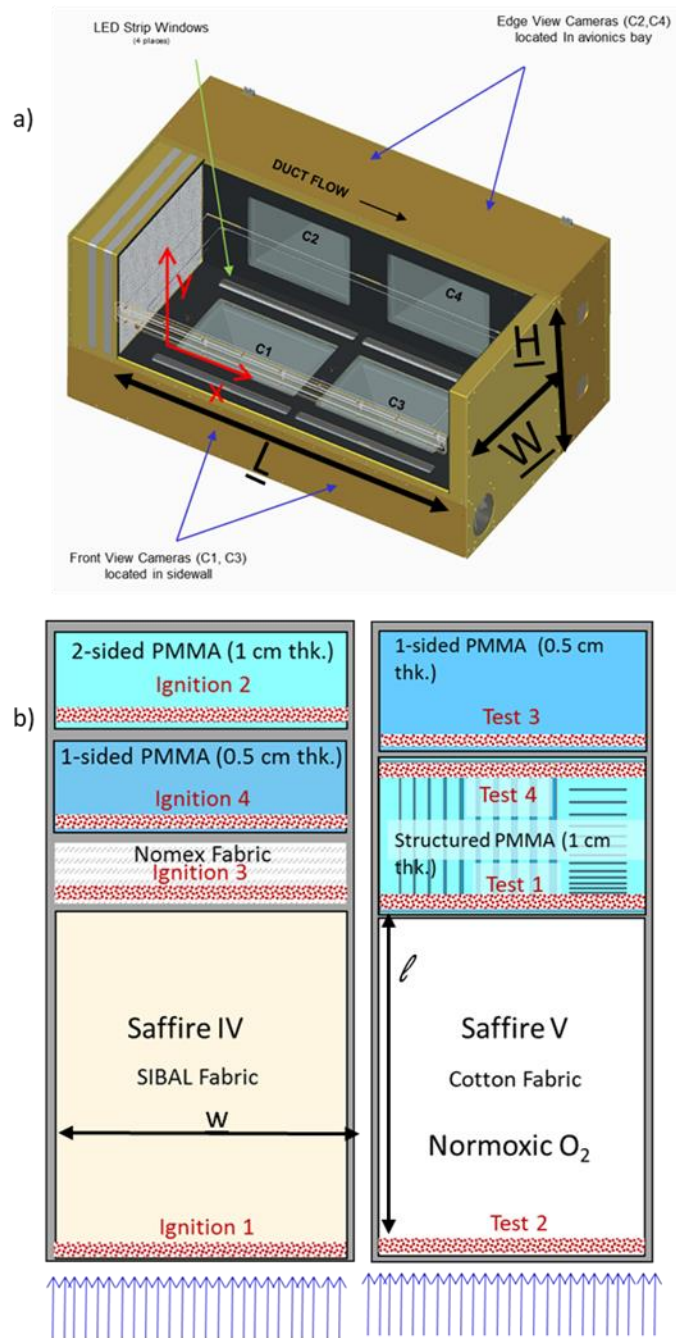 LED Strip Windows
(4 places)
Edge View Cameras (C2,C4)
located In avionics bay
a)
DUCT FLOW
C2
C4
y
C1
H
x
C3
W
L
Front View Cameras (C1, C3)
located in sidewall
b)
2-sided PMMA (1 cm thk.)
Ignition 2
1-sided PMMA (0.5 cm thk.)
Ignition 4
Nomex Fabric
Ignition 3
Saffire IV
SIBAL Fabric
w
Ignition 1
1-sided PMMA (0.5 cm
thk.)
Test 3
Test 4
Structured PMMA (1 cm
thk.)
Test 1
ℓ
Saffire V
Cotton Fabric
Normoxic O₂
Test 2